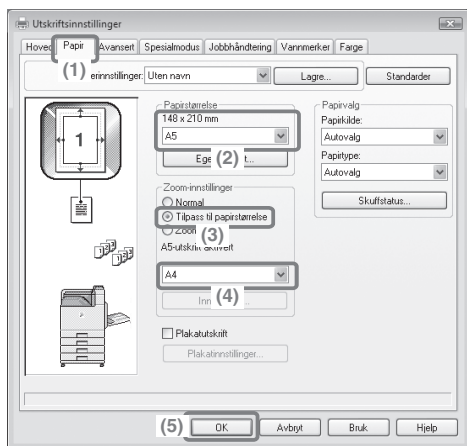 Utskriftsinnstillinger
Hoved Papir Avansert Spesialmodus Jobbhåndtering Vannmerker Farge
(1) erinnstillinger: Uten navn Lagre... Standarder
Papirstørrelse
148 x 210 mm
A5
(2)
Papirvalg
Papirkilde:
Autovalg
Papirtype:
Autovalg
Skuffstatus...
Zoom-innstillinger
Normal
Tilpass til papirstørrelse
(3)
A5-utskrift aktivert
A4
(4)
Plakatutskrift
Plakatinnstillinger...
1
(5) OK Avbryt Bruk Hjelp